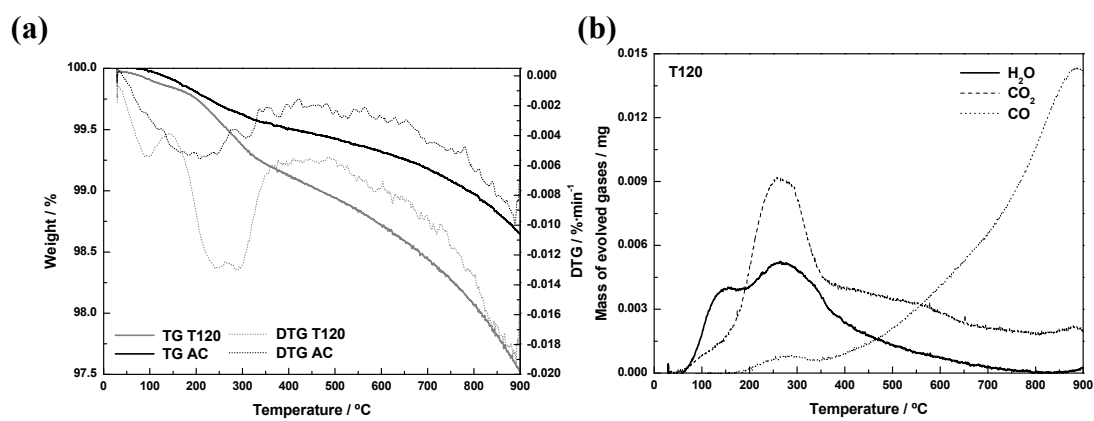 (a)
100.0
99.5
99.0
98.5
98.0
97.5
Weight / %
0 100 200 300 400 500 600 700 800 900
Temperature / ºC
0.000
-0.002
-0.004
-0.006
-0.008
-0.010
-0.012
-0.014
-0.016
-0.018
-0.020
DTG / %·min⁻¹
TG T120
TG AC
DTG T120
DTG AC
(b)
T120
0.015
0.012
0.009
0.006
0.003
0.000
Mass of evolved gases / mg
0 100 200 300 400 500 600 700 800 900
Temperature / ºC
H₂O
CO₂
CO